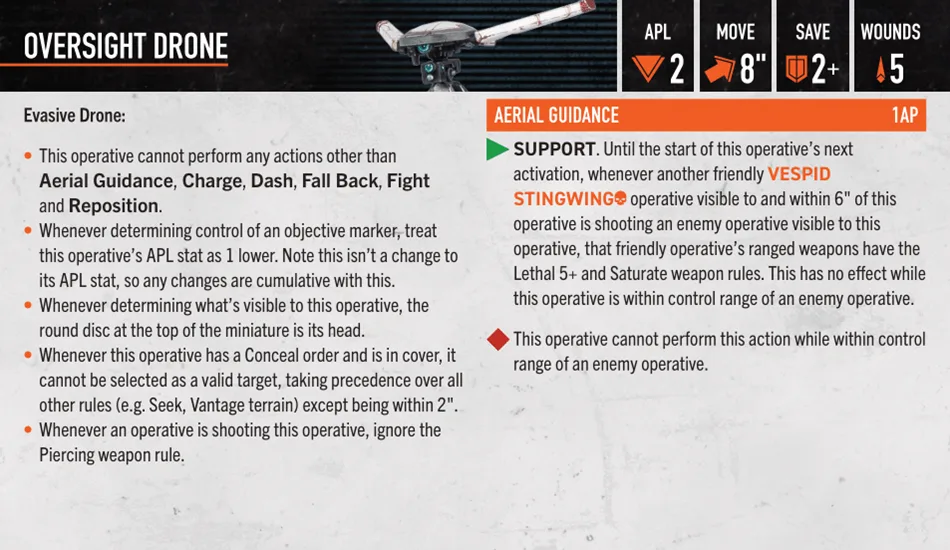 OVERSIGHT DRONE
APL
2
MOVE
8"
SAVE
2+
WOUNDS
5
Evasive Drone:
• This operative cannot perform any actions other than
Aerial Guidance, Charge, Dash, Fall Back, Fight
and Reposition.
• Whenever determining control of an objective marker, treat
this operative's APL stat as 1 lower. Note this isn't a change to
its APL stat, so any changes are cumulative with this.
• Whenever determining what's visible to this operative, the
round disc at the top of the miniature is its head.
• Whenever this operative has a Conceal order and is in cover, it
cannot be selected as a valid target, taking precedence over all
other rules (e.g. Seek, Vantage terrain) except being within 2".
• Whenever an operative is shooting this operative, ignore the
Piercing weapon rule.
AERIAL GUIDANCE 1AP
SUPPORT. Until the start of this operative's next
activation, whenever another friendly VESPID
STINGWING operative visible to and within 6" of this
operative is shooting an enemy operative visible to this
operative, that friendly operative's ranged weapons have the
Lethal 5+ and Saturate weapon rules. This has no effect while
this operative is within control range of an enemy operative.
This operative cannot perform this action while within control
range of an enemy operative.